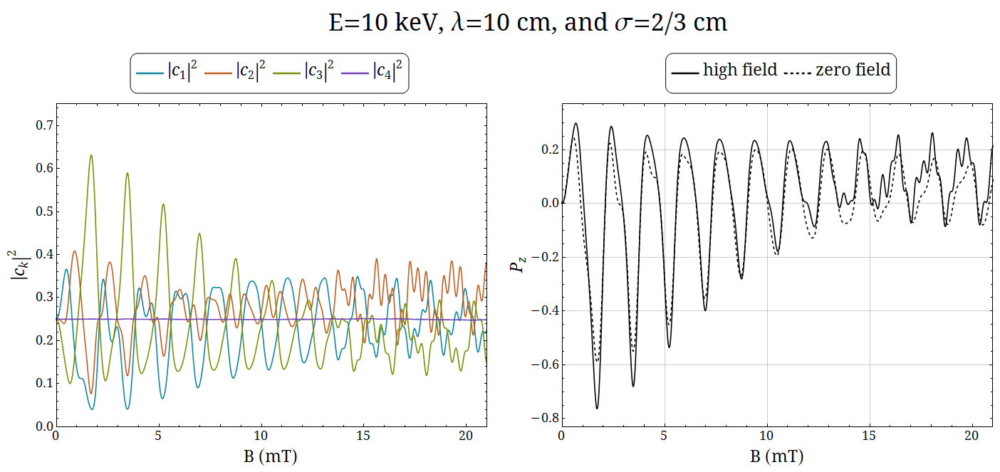 E=10 keV, λ=10 cm, and σ=2/3 cm
|c₁|² |c₂|² |c₃|² |c₄|²
high field zero field
|cₖ|²
0.7
0.6
0.5
0.4
0.3
0.2
0.1
0.0
0 5 10 15 20
B (mT)
P_z
0.2
0.0
−0.2
−0.4
−0.6
−0.8
0 5 10 15 20
B (mT)